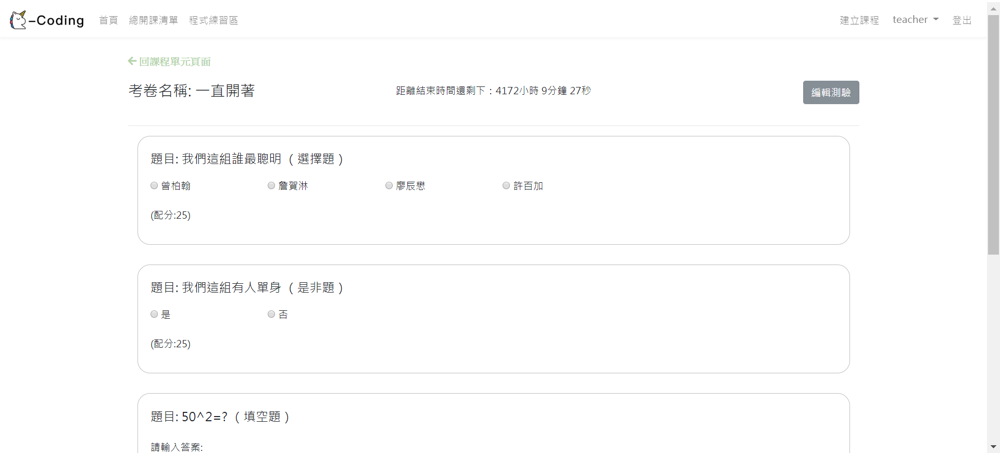 -Coding 首頁 總開課清單 程式練習區 建立課程 teacher 登出
回課程單元頁面
考卷名稱: 一直開著 距離結束時間還剩下：4172小時 9分鐘 27秒 編輯測驗
題目: 我們這組誰最聰明 （選擇題）
曾柏翰 詹賀淋 廖辰懋 許百加
(配分:25)
題目: 我們這組有人單身 （是非題）
是 否
(配分:25)
題目: 50^2=? （填空題）
請輸入答案: